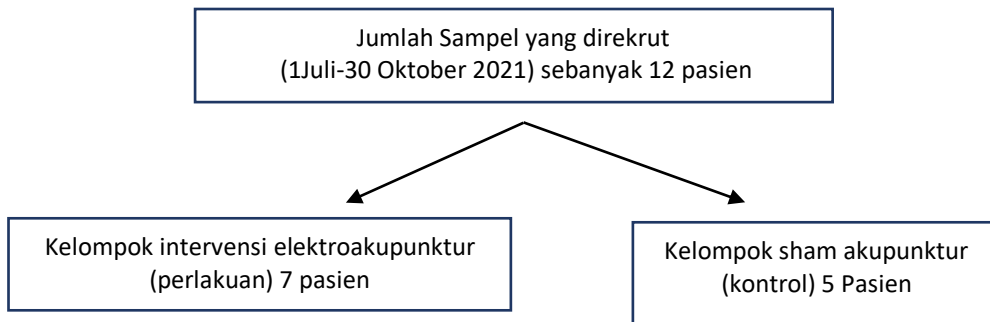 Jumlah Sampel yang direkrut
(1Juli-30 Oktober 2021) sebanyak 12 pasien
Kelompok intervensi elektroakupunktur
(perlakuan) 7 pasien
Kelompok sham akupunktur
(kontrol) 5 Pasien